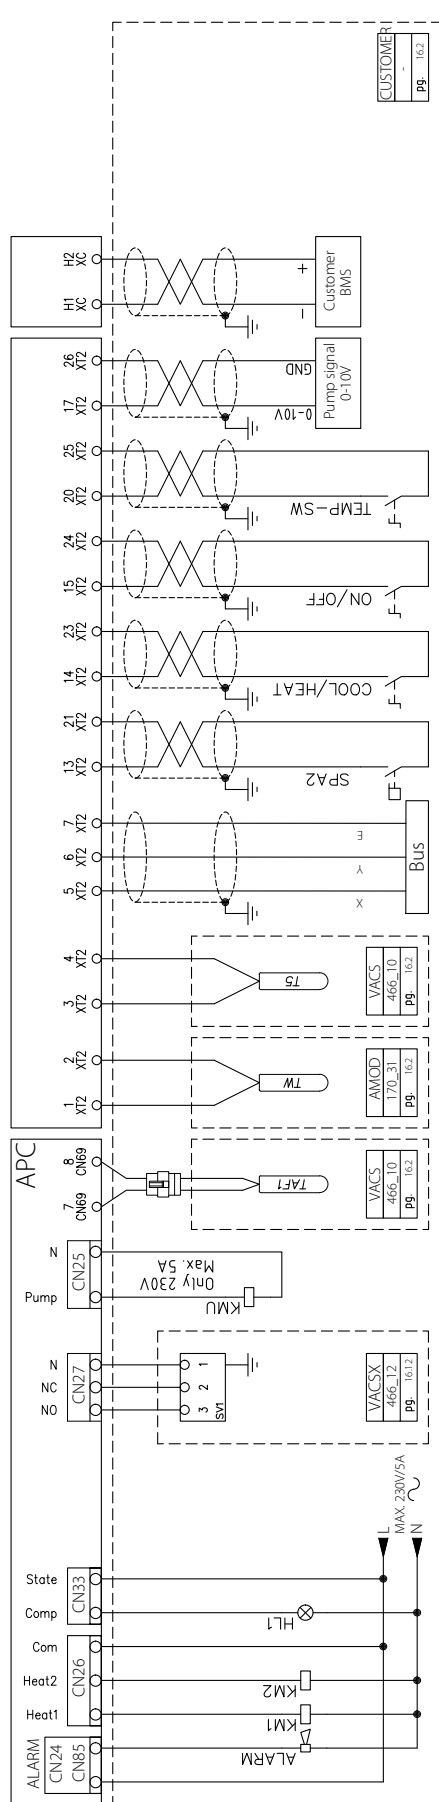 CUSTOMER
-
pg. 16.2
H2
XC
H1
XC
+
-
Customer
BMS
26
XT2
17
XT2
GND
0-10V
Pump signal
0-10V
25
XT2
20
XT2
TEMP-SW
24
XT2
15
XT2
ON/OFF
23
XT2
14
XT2
COOL/HEAT
21
XT2
13
XT2
SPA2
7
XT2
6
XT2
5
XT2
E
Y
X
Bus
4
XT2
3
XT2
T5
VACS
466_10
pg. 16.2
2
XT2
1
XT2
TW
AMOD
170_31
pg. 16.2
APC
8
CN69
7
CN69
TAF1
VACS
466_10
pg. 16.2
N
Pump
CN25
Only 230V
Max. 5A
KMU
N
NC
NO
CN27
1
2
3
SV1
VACSX
466_12
pg. 16.12
MAX. 230V/5A
L
N
State
Comp
CN33
HL1
Com
Heat2
Heat1
CN26
KM2
KM1
ALARM
CN24
CN85
ALARM